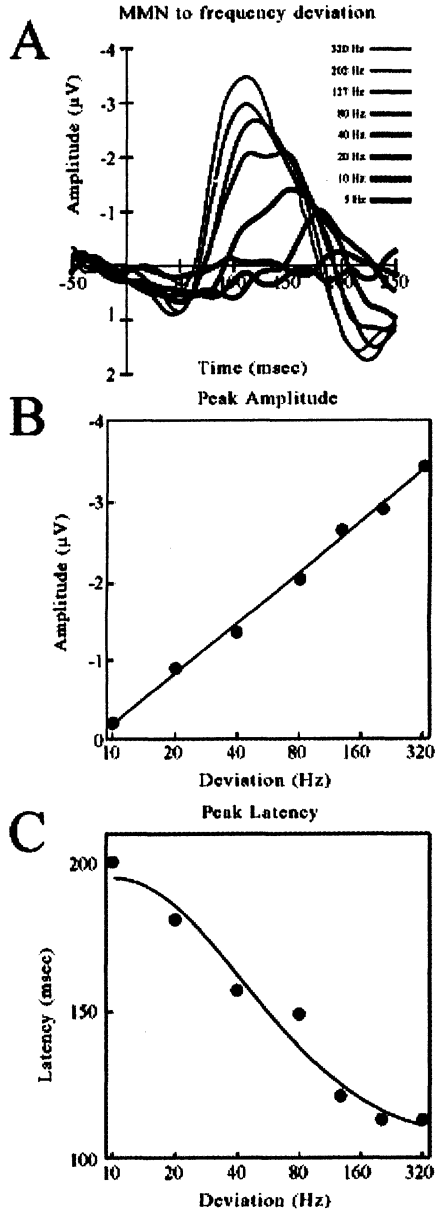 A
MMN to frequency deviation
Amplitude (µV)
-4
-3
-2
-1
1
2
-50
150
250
Time (msec)
320 Hz
202 Hz
127 Hz
80 Hz
40 Hz
20 Hz
10 Hz
5 Hz
B
Peak Amplitude
Amplitude (µV)
-4
-3
-2
-1
0
10 20 40 80 160 320
Deviation (Hz)
C
Peak Latency
Latency (msec)
200
150
100
10 20 40 80 160 320
Deviation (Hz)